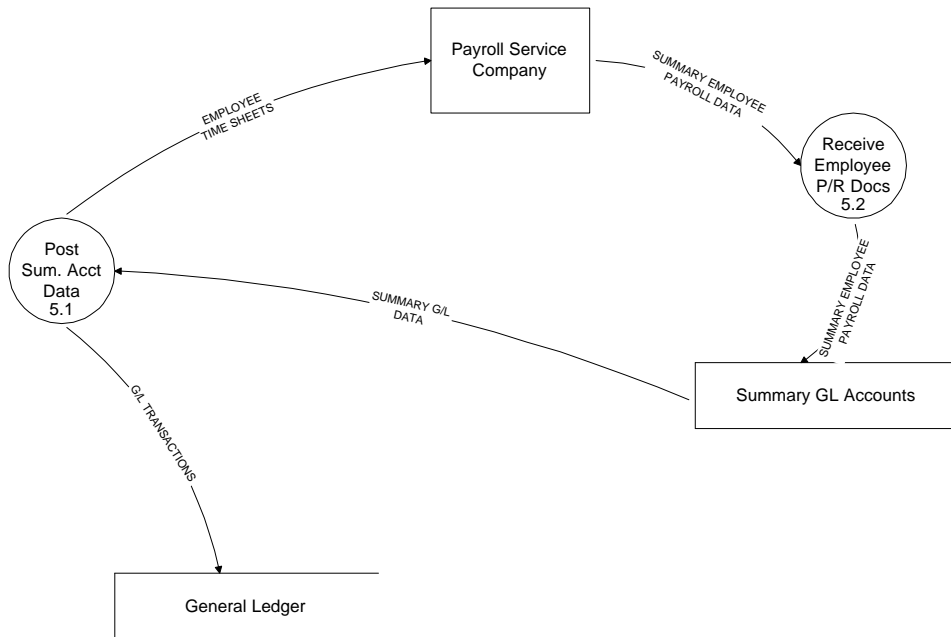 Payroll Service
Company
SUMMARY EMPLOYEE
PAYROLL DATA
EMPLOYEE
TIME SHEETS
Receive
Employee
P/R Docs
5.2
Post
Sum. Acct
Data
5.1
SUMMARY EMPLOYEE
PAYROLL DATA
SUMMARY G/L
DATA
Summary GL Accounts
G/L TRANSACTIONS
General Ledger